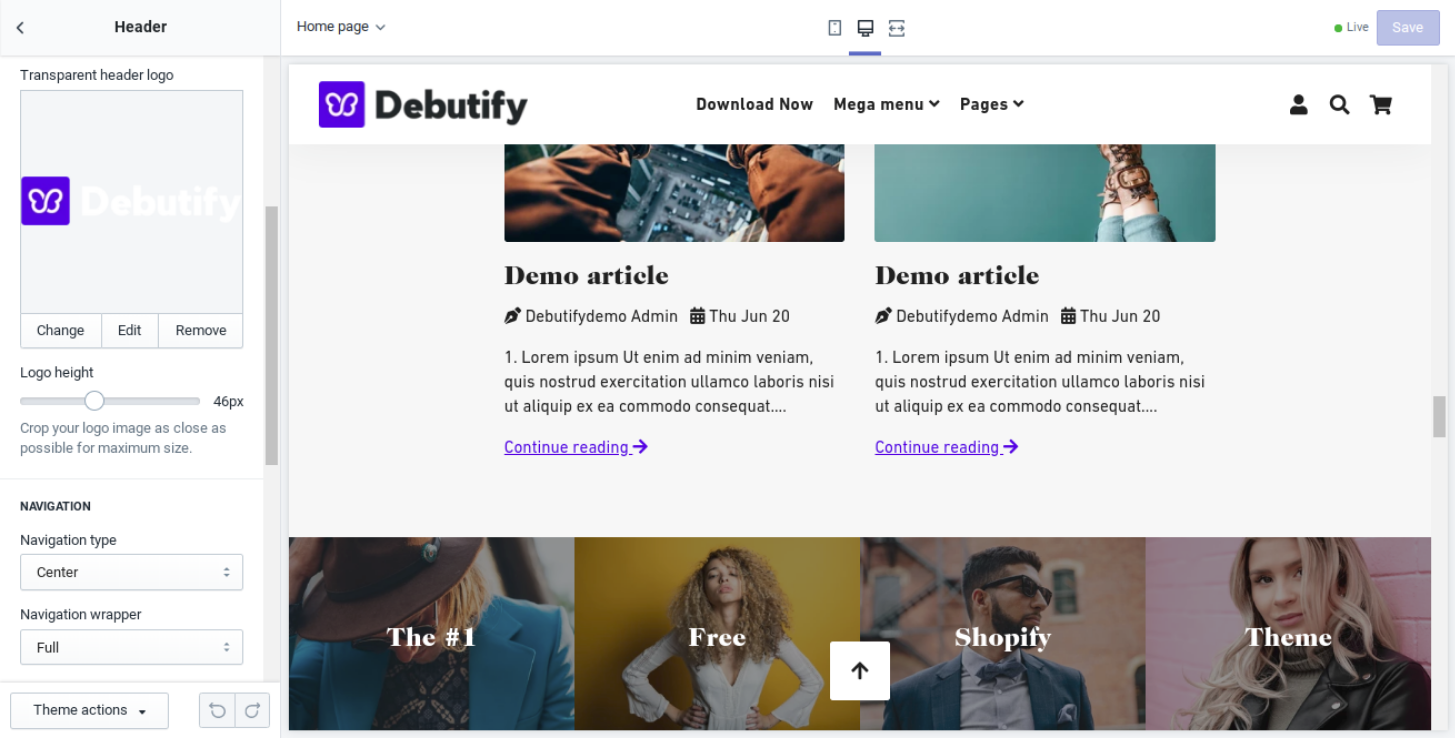 Header
Home page
Live
Save
Transparent header logo
Debutify
Change
Edit
Remove
Logo height
46px
Crop your logo image as close as
possible for maximum size.
NAVIGATION
Navigation type
Center
Navigation wrapper
Full
Theme actions
Debutify
Download Now
Mega menu
Pages
Demo article
Debutifydemo Admin
Thu Jun 20
1. Lorem ipsum Ut enim ad minim veniam,
quis nostrud exercitation ullamco laboris nisi
ut aliquip ex ea commodo consequat....
Continue reading
Demo article
Debutifydemo Admin
Thu Jun 20
1. Lorem ipsum Ut enim ad minim veniam,
quis nostrud exercitation ullamco laboris nisi
ut aliquip ex ea commodo consequat....
Continue reading
The #1
Free
Shopify
Theme